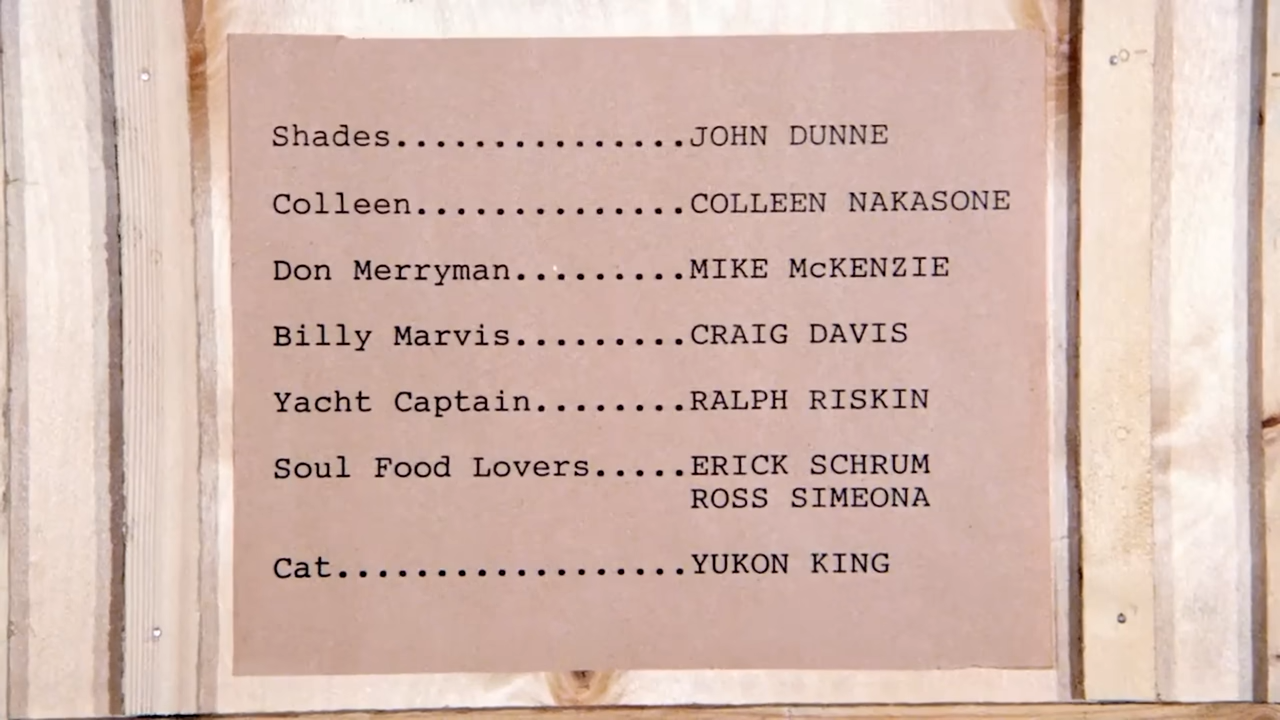 Shades...............JOHN DUNNE
Colleen..............COLLEEN NAKASONE
Don Merryman.........MIKE McKENZIE
Billy Marvis.........CRAIG DAVIS
Yacht Captain........RALPH RISKIN
Soul Food Lovers.....ERICK SCHRUM
ROSS SIMEONA
Cat..................YUKON KING